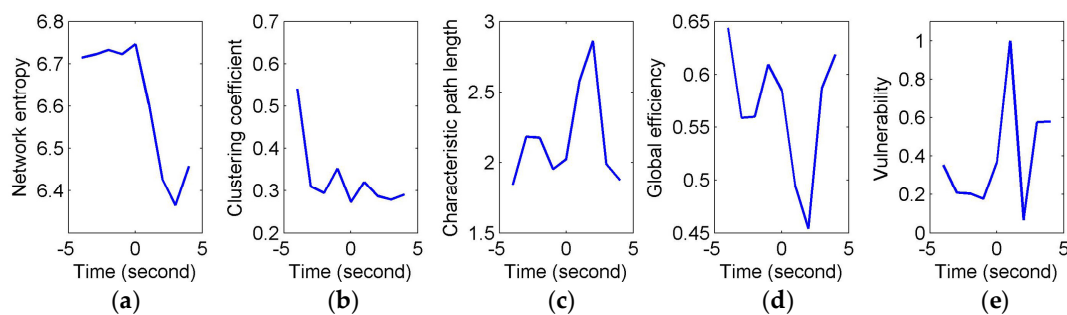 Network entropy
6.8
6.7
6.6
6.5
6.4
-5 0 5
Time (second)
(a)
Clustering coefficient
0.7
0.6
0.5
0.4
0.3
0.2
-5 0 5
Time (second)
(b)
Characteristic path length
3
2.5
2
1.5
-5 0 5
Time (second)
(c)
Global efficiency
0.65
0.6
0.55
0.5
0.45
-5 0 5
Time (second)
(d)
Vulnerability
1
0.8
0.6
0.4
0.2
0
-5 0 5
Time (second)
(e)